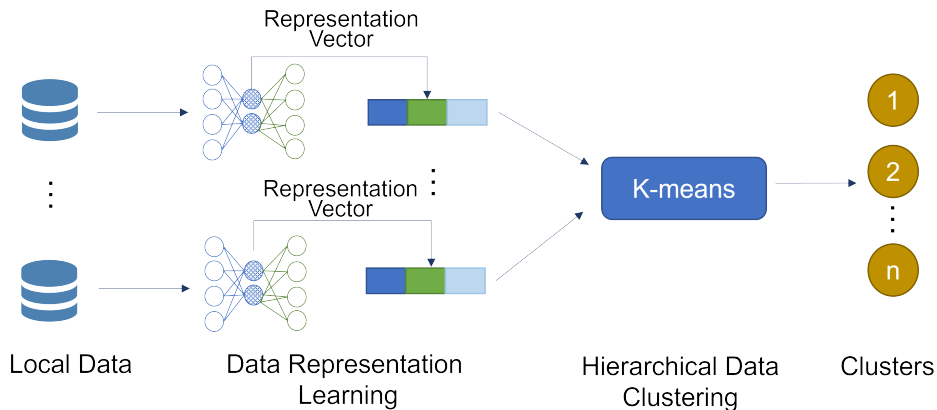 Representation
Vector
Representation
Vector
K-means
1
2
n
Local Data
Data Representation
Learning
Hierarchical Data
Clustering
Clusters